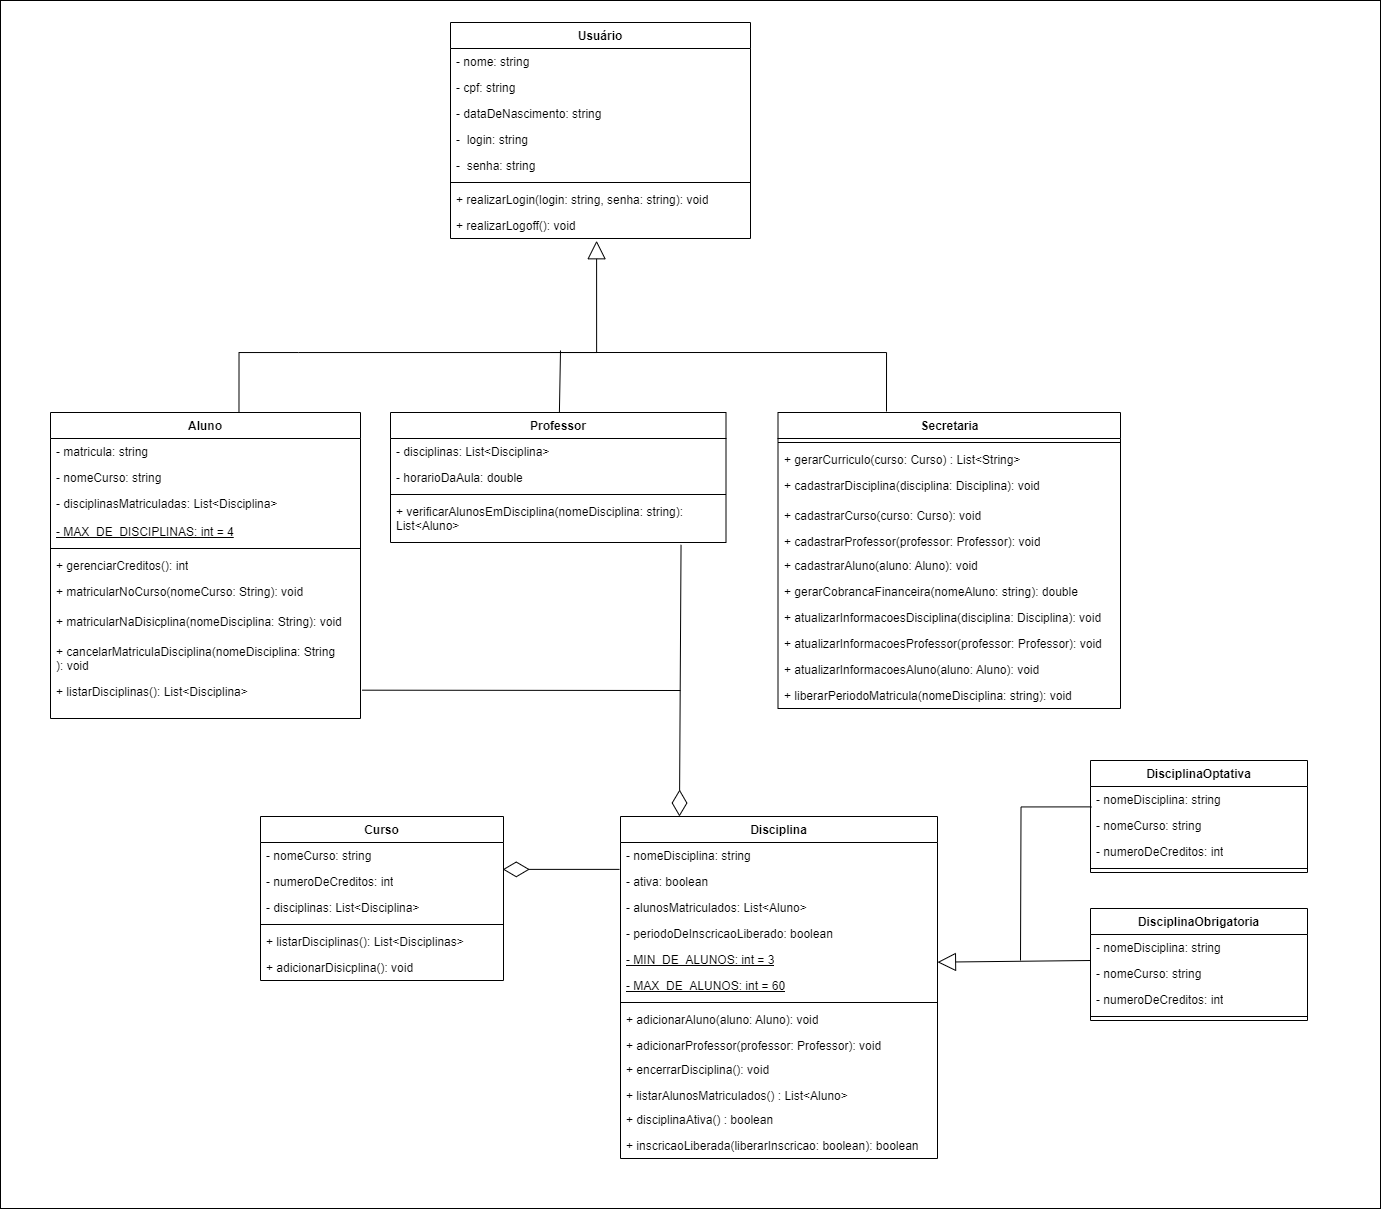 Usuário
- nome: string
- cpf: string
- dataDeNascimento: string
- login: string
- senha: string
+ realizarLogin(login: string, senha: string): void
+ realizarLogoff(): void
Aluno
- matricula: string
- nomeCurso: string
- disciplinasMatriculadas: List<Disciplina>
- MAX_DE_DISCIPLINAS: int = 4
+ gerenciarCreditos(): int
+ matricularNoCurso(nomeCurso: String): void
+ matricularNaDisicplina(nomeDisciplina: String): void
+ cancelarMatriculaDisciplina(nomeDisciplina: String
): void
+ listarDisciplinas(): List<Disciplina>
Professor
- disciplinas: List<Disciplina>
- horarioDaAula: double
+ verificarAlunosEmDisciplina(nomeDisciplina: string):
List<Aluno>
Secretaria
+ gerarCurriculo(curso: Curso) : List<String>
+ cadastrarDisciplina(disciplina: Disciplina): void
+ cadastrarCurso(curso: Curso): void
+ cadastrarProfessor(professor: Professor): void
+ cadastrarAluno(aluno: Aluno): void
+ gerarCobrancaFinanceira(nomeAluno: string): double
+ atualizarInformacoesDisciplina(disciplina: Disciplina): void
+ atualizarInformacoesProfessor(professor: Professor): void
+ atualizarInformacoesAluno(aluno: Aluno): void
+ liberarPeriodoMatricula(nomeDisciplina: string): void
Curso
- nomeCurso: string
- numeroDeCreditos: int
- disciplinas: List<Disciplina>
+ listarDisciplinas(): List<Disciplinas>
+ adicionarDisicplina(): void
Disciplina
- nomeDisciplina: string
- ativa: boolean
- alunosMatriculados: List<Aluno>
- periodoDeInscricaoLiberado: boolean
- MIN_DE_ALUNOS: int = 3
- MAX_DE_ALUNOS: int = 60
+ adicionarAluno(aluno: Aluno): void
+ adicionarProfessor(professor: Professor): void
+ encerrarDisciplina(): void
+ listarAlunosMatriculados() : List<Aluno>
+ disciplinaAtiva() : boolean
+ inscricaoLiberada(liberarInscricao: boolean): boolean
DisciplinaOptativa
- nomeDisciplina: string
- nomeCurso: string
- numeroDeCreditos: int
DisciplinaObrigatoria
- nomeDisciplina: string
- nomeCurso: string
- numeroDeCreditos: int